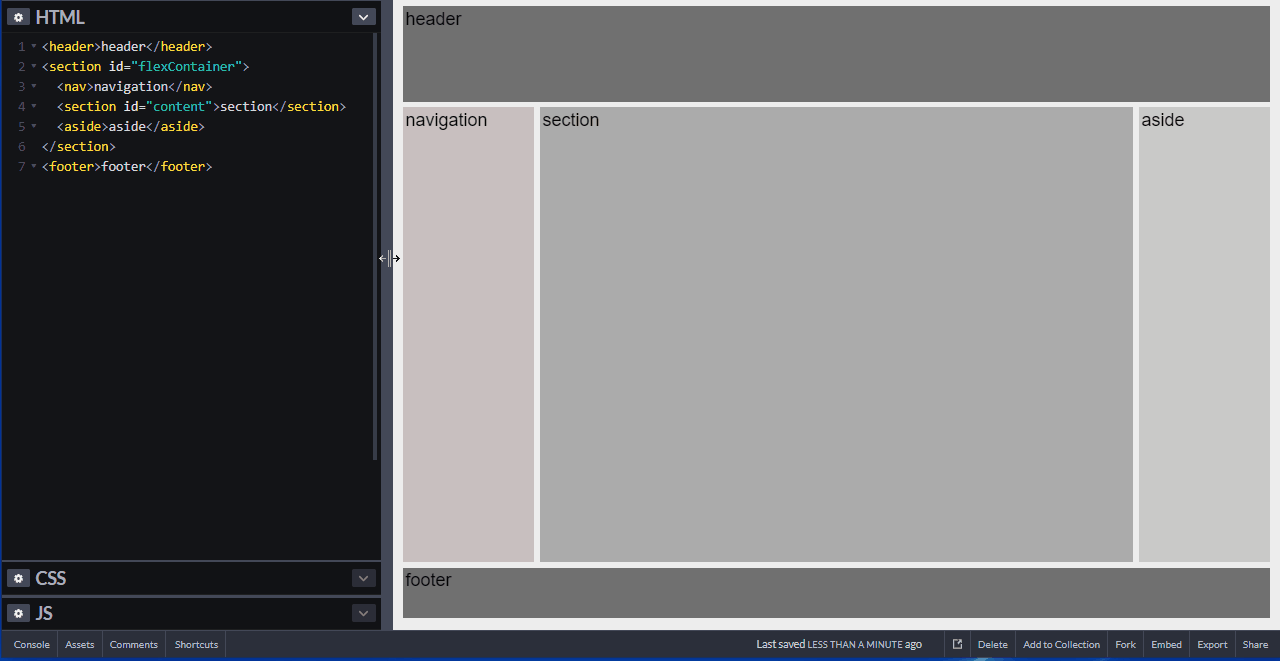 HTML
1 <header>header</header>
2 <section id="flexContainer">
3   <nav>navigation</nav>
4   <section id="content">section</section>
5   <aside>aside</aside>
6 </section>
7 <footer>footer</footer>
CSS
JS
header
navigation section aside
footer
Console Assets Comments Shortcuts Last saved LESS THAN A MINUTE ago Delete Add to Collection Fork Embed Export Share